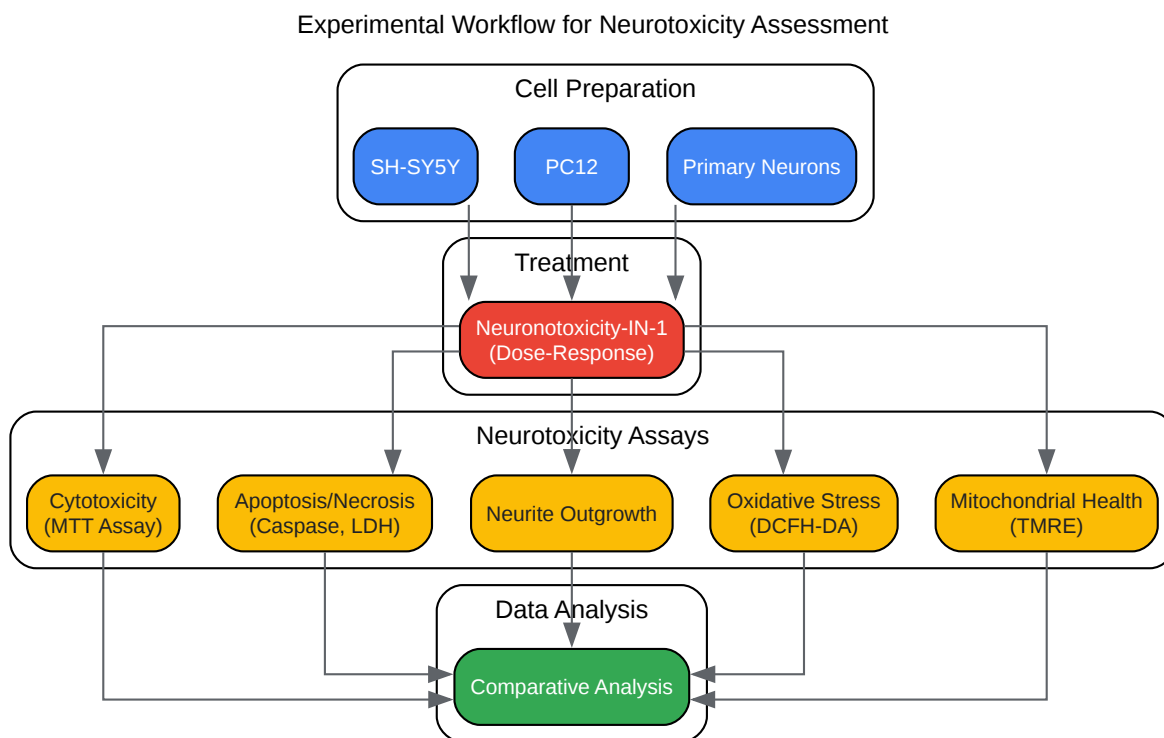 Experimental Workflow for Neurotoxicity Assessment
Cell Preparation
SH-SY5Y
PC12
Primary Neurons
Treatment
Neuronotoxicity-IN-1
(Dose-Response)
Neurotoxicity Assays
Cytotoxicity
(MTT Assay)
Apoptosis/Necrosis
(Caspase, LDH)
Neurite Outgrowth
Oxidative Stress
(DCFH-DA)
Mitochondrial Health
(TMRE)
Data Analysis
Comparative Analysis